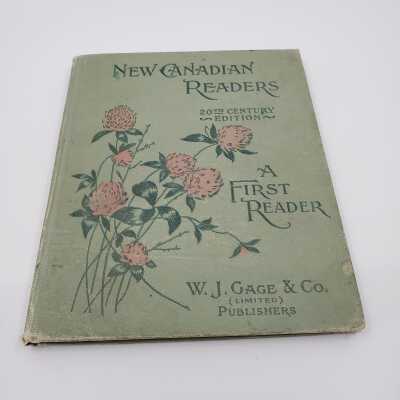 NEW CANADIAN
READERS
20TH CENTURY
EDITION
A
FIRST
READER
W. J. GAGE & CO.
(LIMITED)
PUBLISHERS